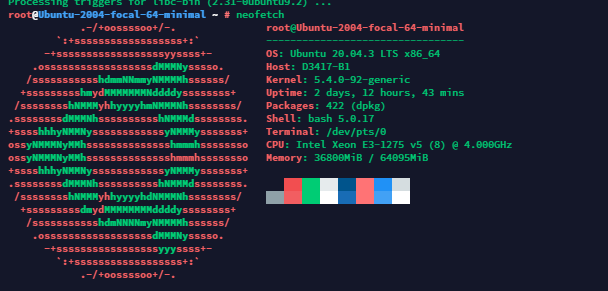 Processing triggers for libc-bin (2.31-0ubuntu9.2) ...
root@Ubuntu-2004-focal-64-minimal ~ # neofetch
.-/+oossssoo+/-.
root@Ubuntu-2004-focal-64-minimal
`:+ssssssssssssssssss+:`
---------------------------------
-+ssssssssssssssssssyyssss+-
OS: Ubuntu 20.04.3 LTS x86_64
.ossssssssssssssssssdMMMNysssso.
Host: D3417-B1
/ssssssssssshdmmNNmmyNMMMMhssssss/
Kernel: 5.4.0-92-generic
+ssssssssshmydMMMMMMMNddddyssssssss+
Uptime: 2 days, 12 hours, 43 mins
/sssssssshNMMMyhhyyyyhmNMMMNhssssssss/
Packages: 422 (dpkg)
.ssssssssdMMMNhsssssssssshNMMMdssssssss.
Shell: bash 5.0.17
+sssshhhyNMMNyssssssssssssyNMMMysssssss+
Terminal: /dev/pts/0
ossyNMMMNyMMhsssssssssssssshmmmhssssssso
CPU: Intel Xeon E3-1275 v5 (8) @ 4.000GHz
ossyNMMMNyMMhsssssssssssssshmmmhssssssso
Memory: 36800MiB / 64095MiB
+sssshhhyNMMNyssssssssssssyNMMMysssssss+
.ssssssssdMMMNhsssssssssshNMMMdssssssss.
/sssssssshNMMMyhhyyyyhdNMMMNhssssssss/
+sssssssssdmydMMMMMMMMddddyssssssss+
/ssssssssssshdmNNNNmyNMMMMhssssss/
.ossssssssssssssssssdMMMNysssso.
-+sssssssssssssssssyyyssss+-
`:+ssssssssssssssssss+:`
.-/+oossssoo+/-.